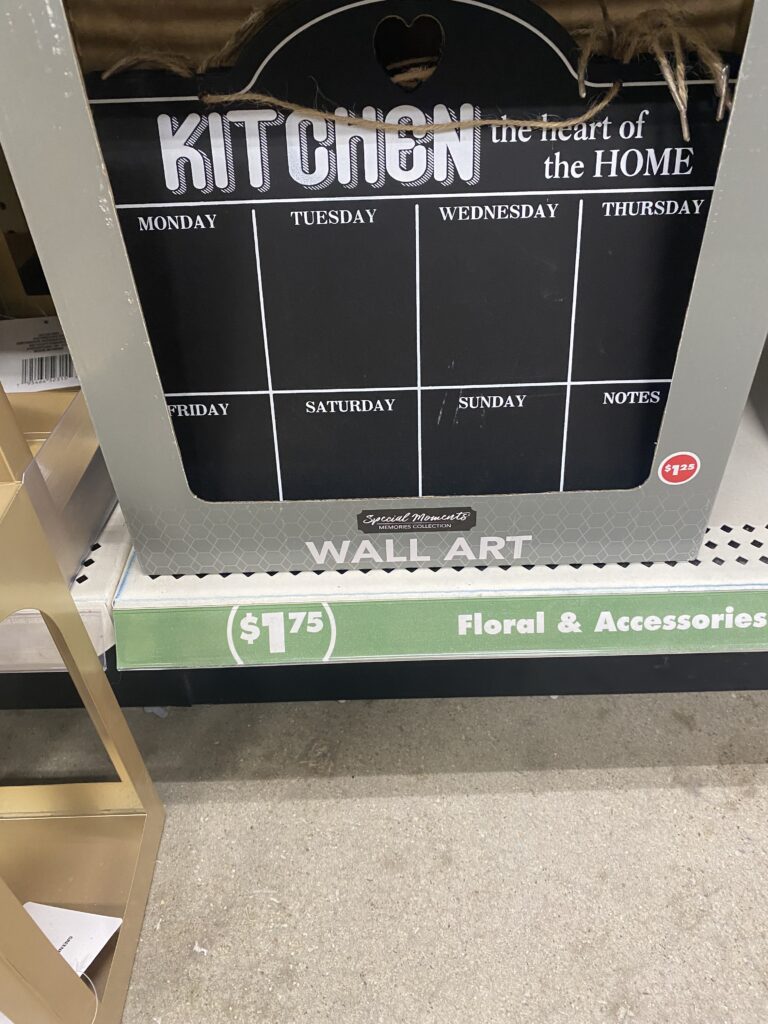 KITCHEN the heart of
the HOME
MONDAY TUESDAY WEDNESDAY THURSDAY
FRIDAY SATURDAY SUNDAY NOTES
$1.25
Special Moments
MEMORIES COLLECTION
WALL ART
$1.75 Floral & Accessories